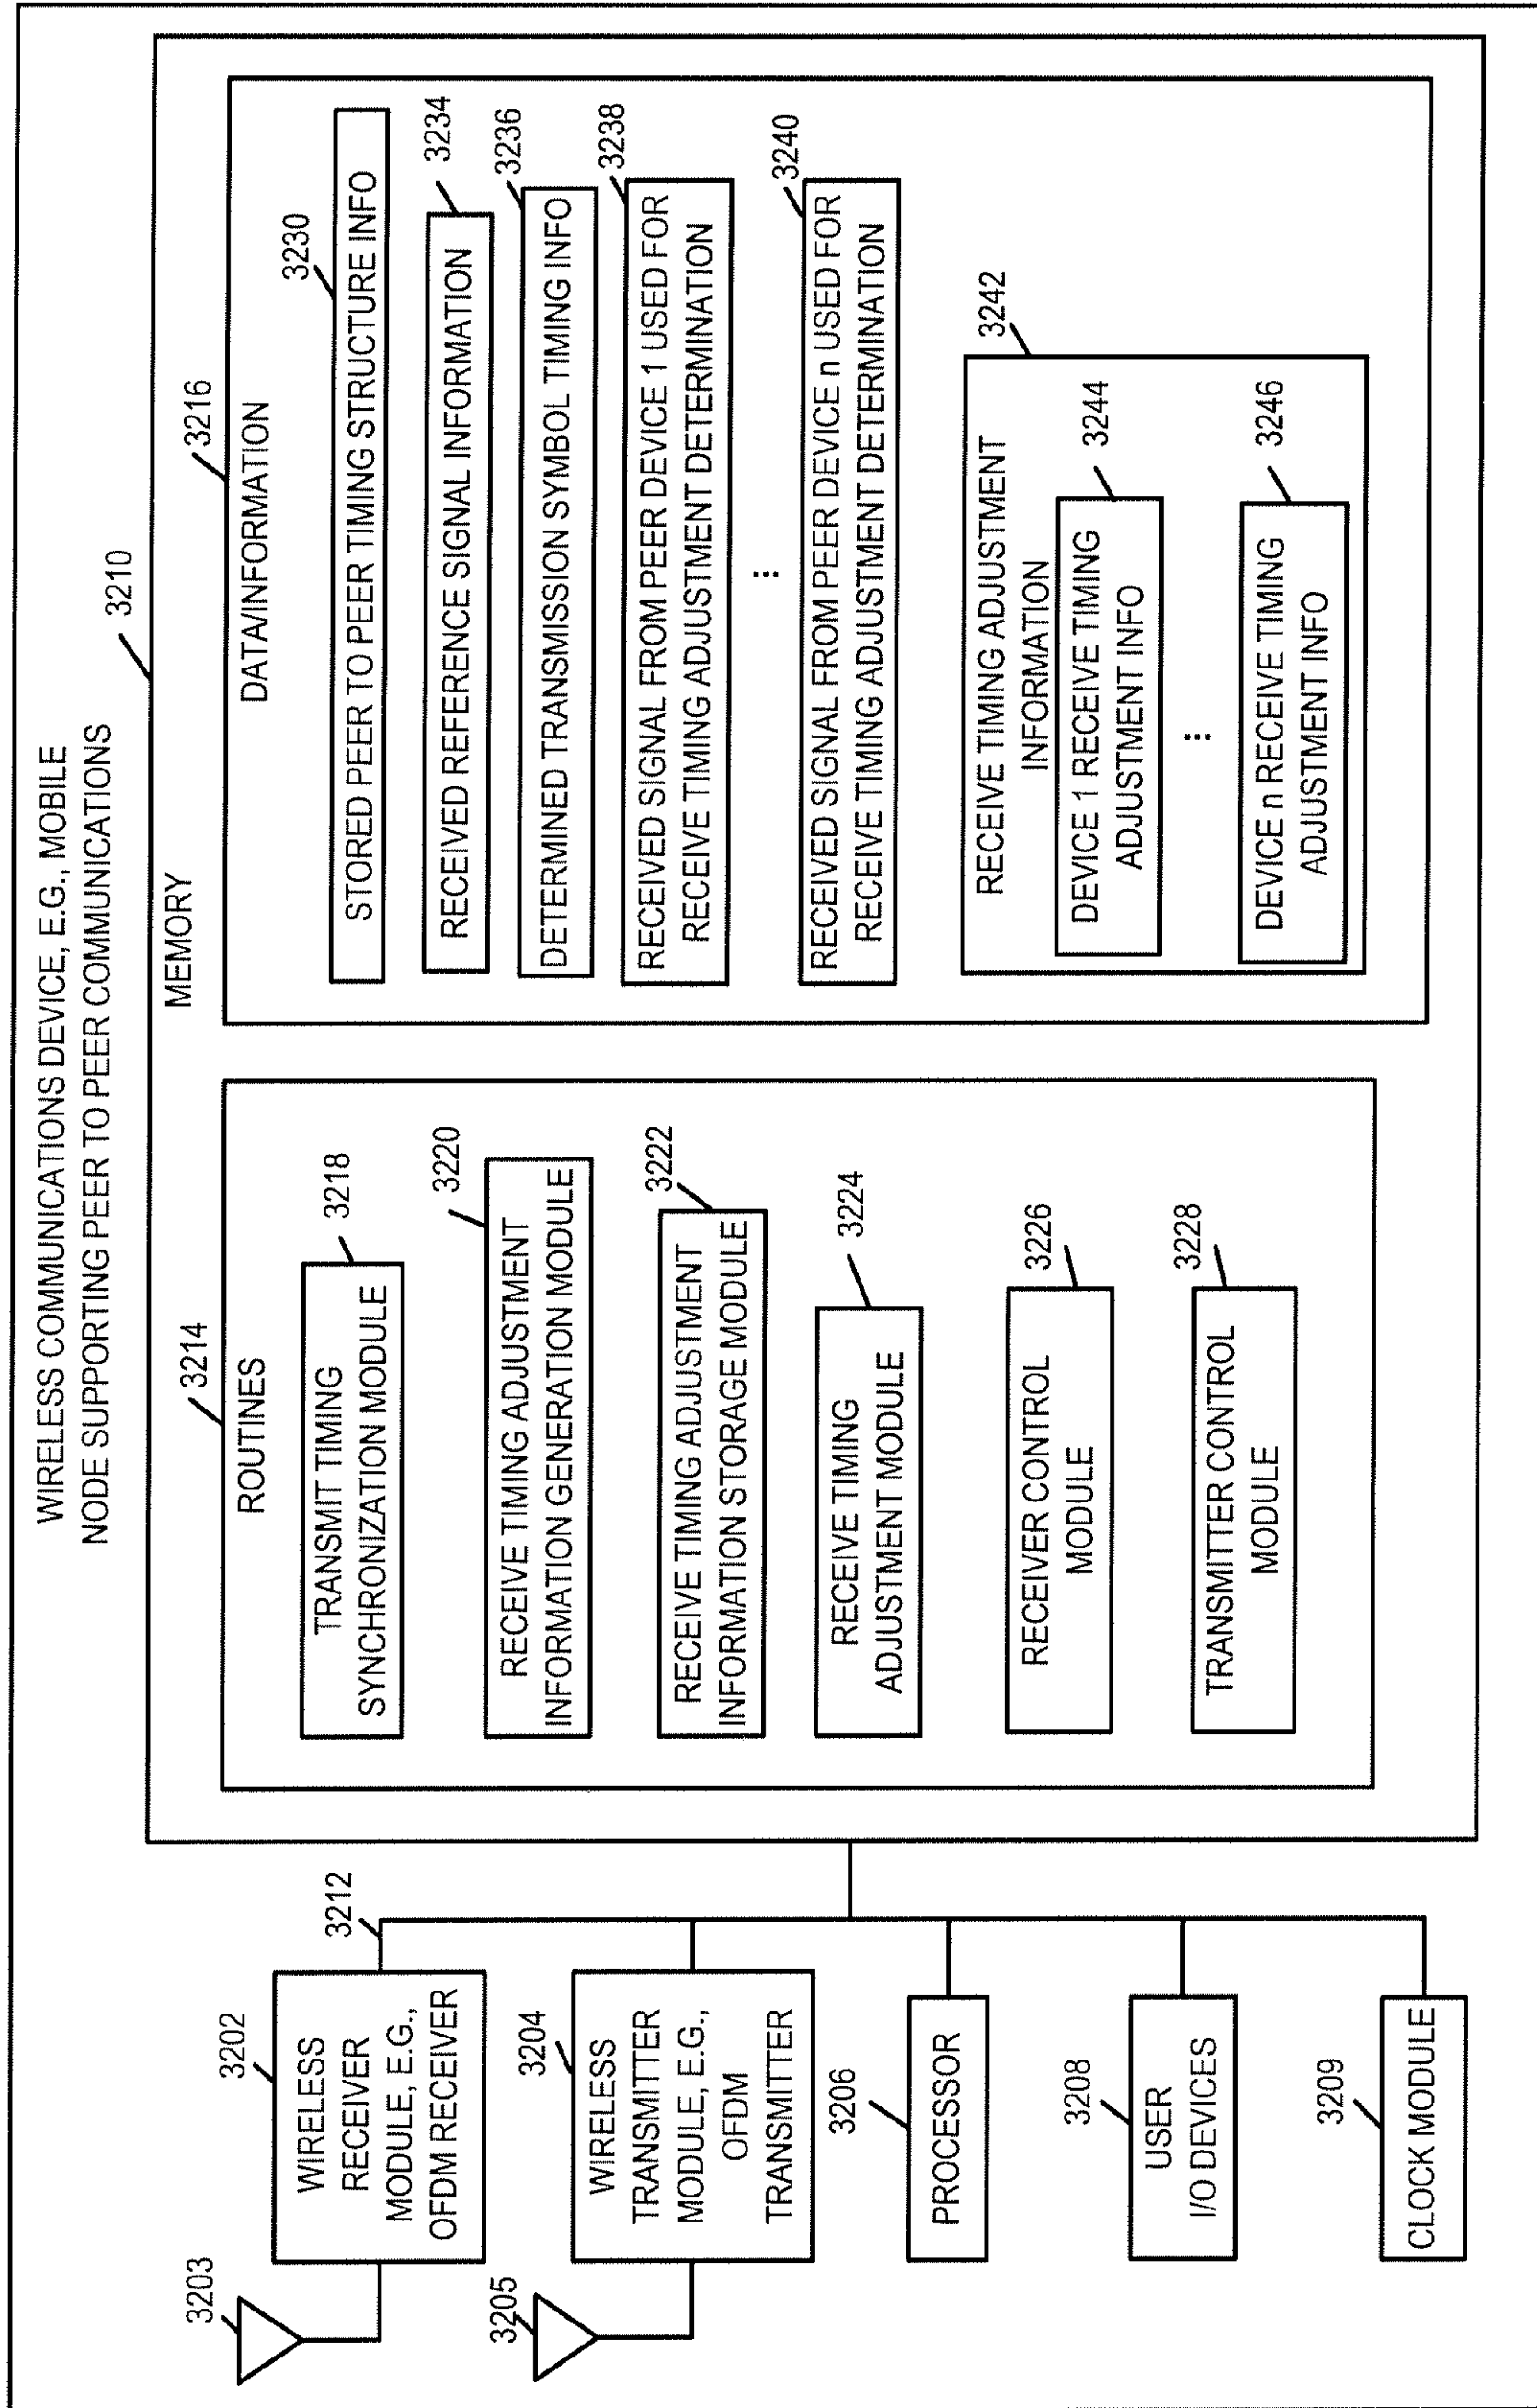 WIRELESS COMMUNICATIONS DEVICE, E.G., MOBILE
NODE SUPPORTING PEER TO PEER COMMUNICATIONS
3203
3202
WIRELESS
RECEIVER
MODULE, E.G.,
OFDM RECEIVER
3212
3205
3204
WIRELESS
TRANSMITTER
MODULE, E.G.,
OFDM
TRANSMITTER
3206
PROCESSOR
3208
USER
I/O DEVICES
3209
CLOCK MODULE
3210
MEMORY
3214
ROUTINES
3218
TRANSMIT TIMING
SYNCHRONIZATION MODULE
3220
RECEIVE TIMING ADJUSTMENT
INFORMATION GENERATION MODULE
3222
RECEIVE TIMING ADJUSTMENT
INFORMATION STORAGE MODULE
3224
RECEIVE TIMING
ADJUSTMENT MODULE
3226
RECEIVER CONTROL
MODULE
3228
TRANSMITTER CONTROL
MODULE
3216
DATA/INFORMATION
3230
STORED PEER TO PEER TIMING STRUCTURE INFO
3234
RECEIVED REFERENCE SIGNAL INFORMATION
3236
DETERMINED TRANSMISSION SYMBOL TIMING INFO
3238
RECEIVED SIGNAL FROM PEER DEVICE 1 USED FOR
RECEIVE TIMING ADJUSTMENT DETERMINATION
...
3240
RECEIVED SIGNAL FROM PEER DEVICE n USED FOR
RECEIVE TIMING ADJUSTMENT DETERMINATION
3242
RECEIVE TIMING ADJUSTMENT
INFORMATION
3244
DEVICE 1 RECEIVE TIMING
ADJUSTMENT INFO
...
3246
DEVICE n RECEIVE TIMING
ADJUSTMENT INFO